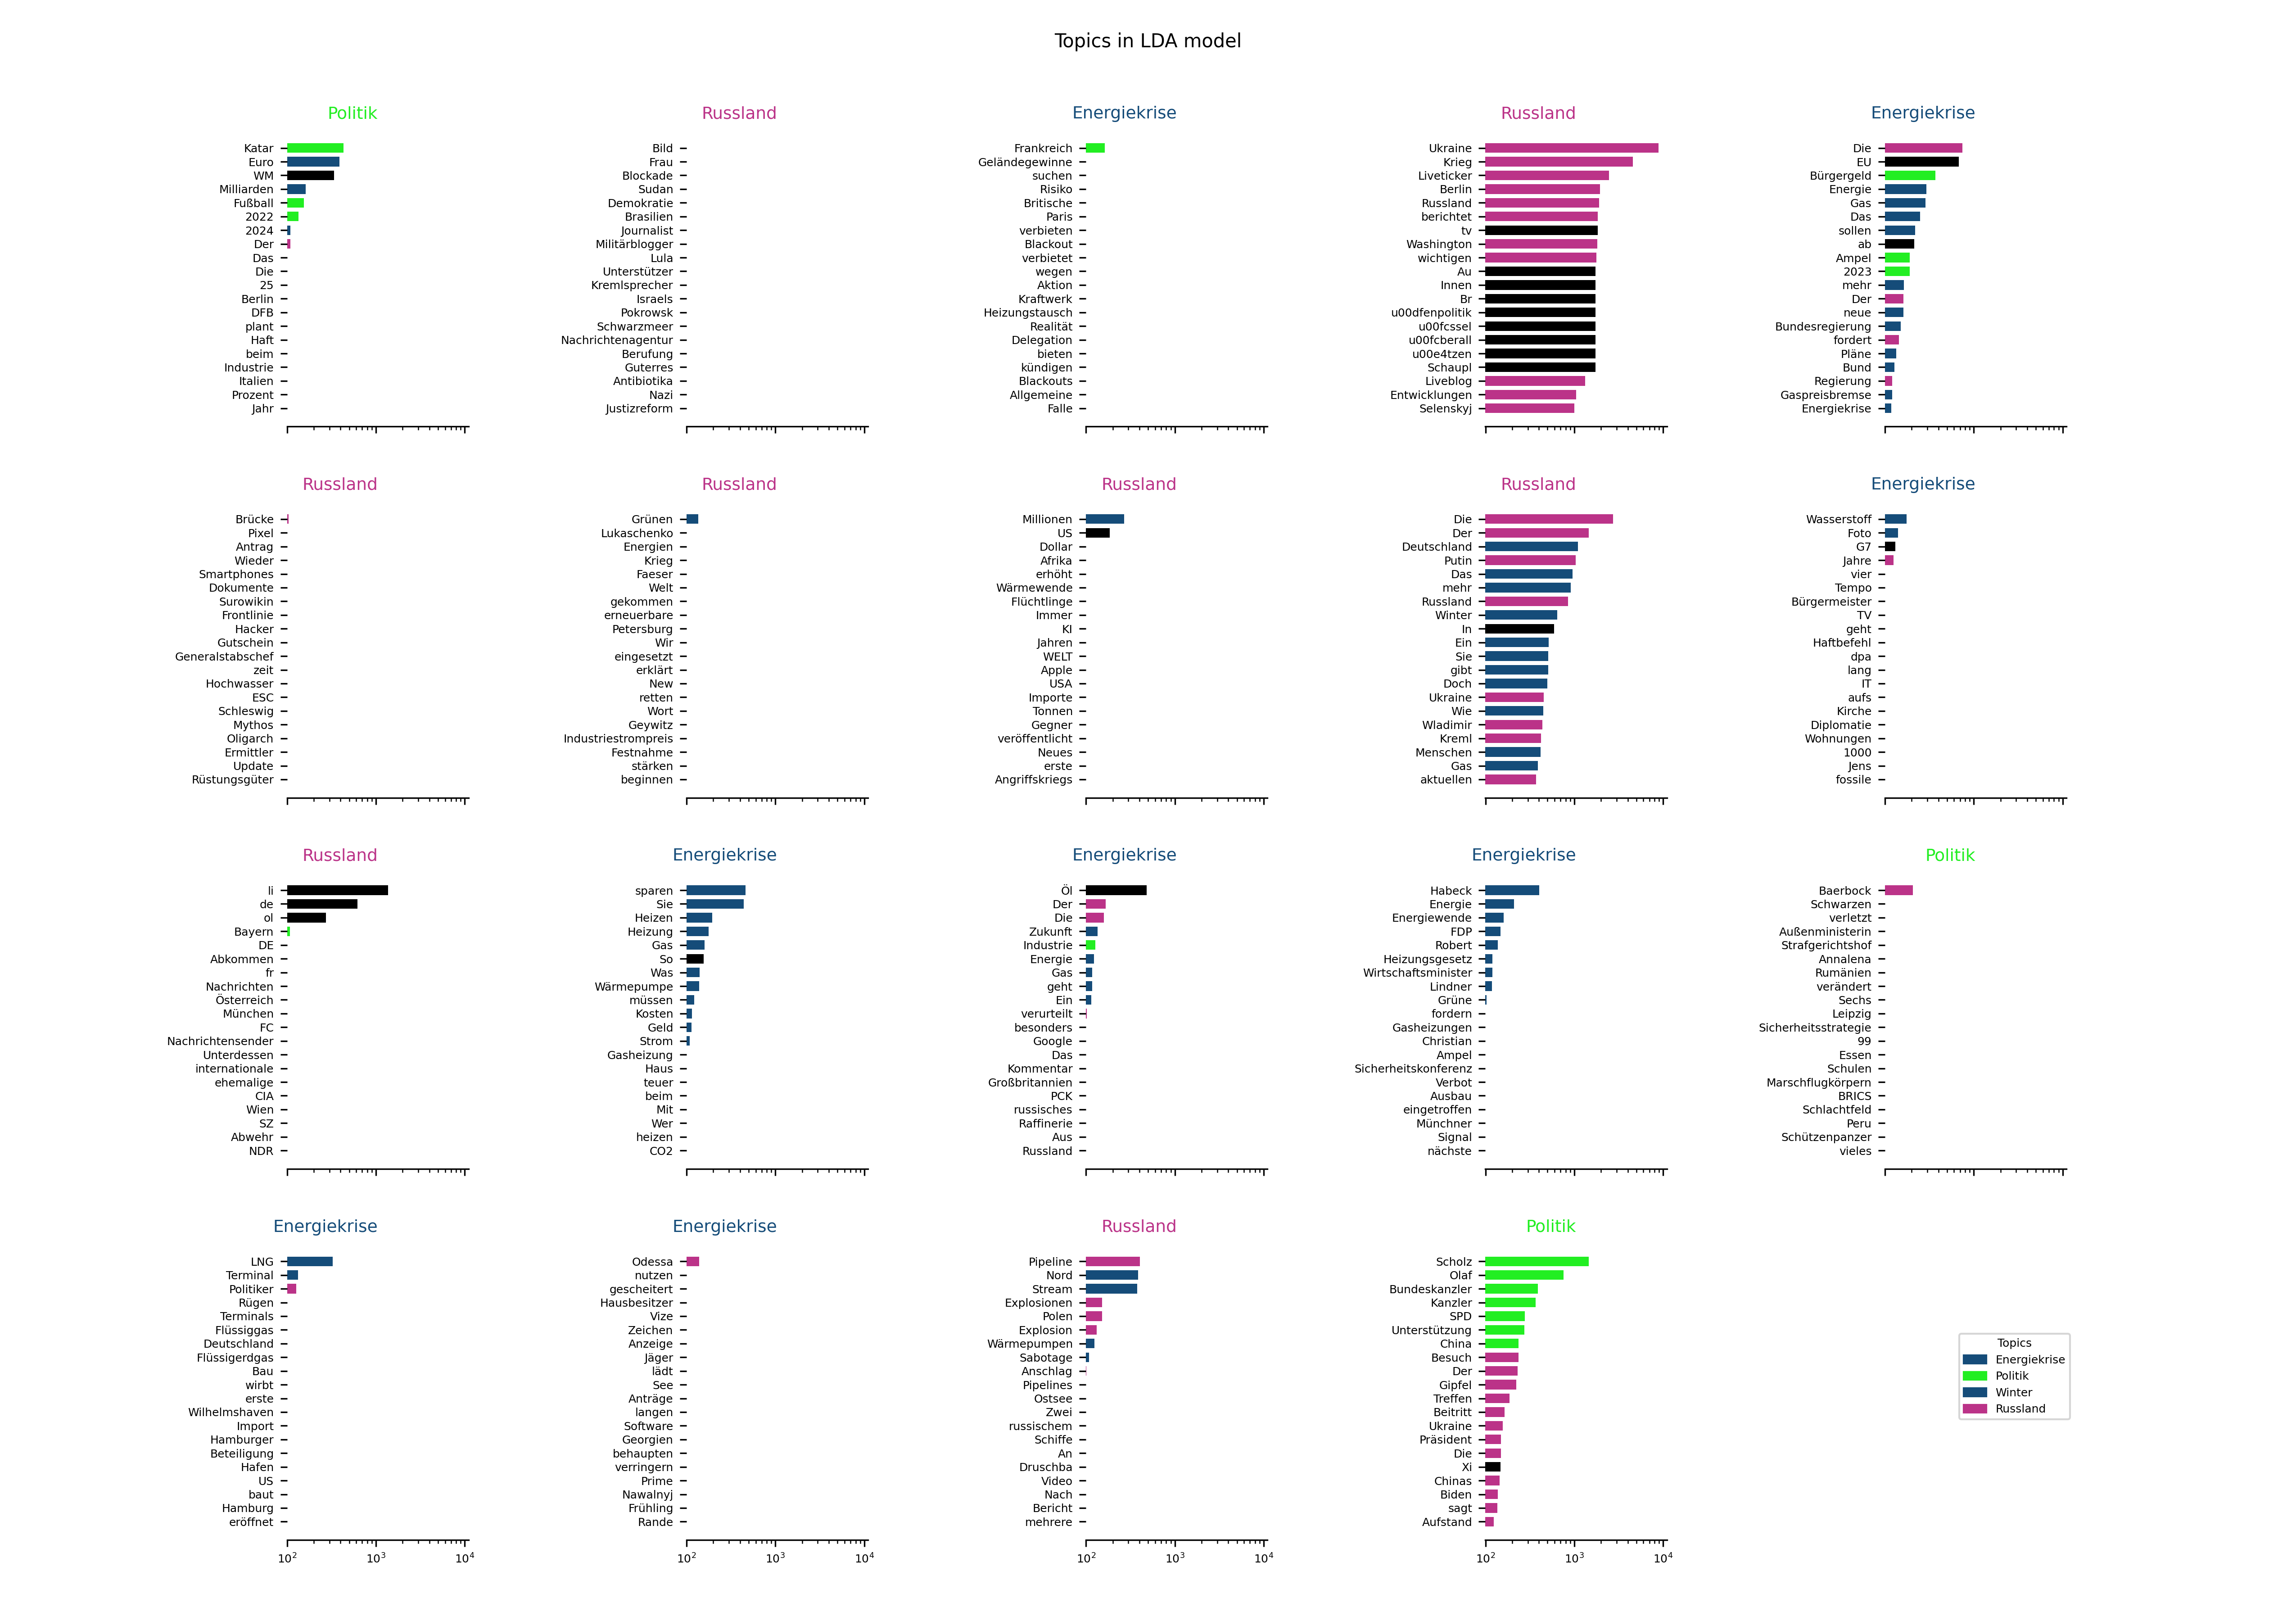 Topics in LDA model
Politik
Katar
Euro
WM
Milliarden
Fußball
2022
2024
Der
Das
Die
25
Berlin
DFB
plant
Haft
beim
Industrie
Italien
Prozent
Jahr
Russland
Bild
Frau
Blockade
Sudan
Demokratie
Brasilien
Journalist
Militärblogger
Lula
Unterstützer
Kremlsprecher
Israels
Pokrowsk
Schwarzmeer
Nachrichtenagentur
Berufung
Guterres
Antibiotika
Nazi
Justizreform
Energiekrise
Frankreich
Geländegewinne
suchen
Risiko
Britische
Paris
verbieten
Blackout
verbietet
wegen
Aktion
Kraftwerk
Heizungstausch
Realität
Delegation
bieten
kündigen
Blackouts
Allgemeine
Falle
Russland
Ukraine
Krieg
Liveticker
Berlin
Russland
berichtet
tv
Washington
wichtigen
Au
Innen
Br
u00dfenpolitik
u00fcssel
u00fcberall
u00e4tzen
Schaupl
Liveblog
Entwicklungen
Selenskyj
Energiekrise
Die
EU
Bürgergeld
Energie
Gas
Das
sollen
ab
Ampel
2023
mehr
Der
neue
Bundesregierung
fordert
Pläne
Bund
Regierung
Gaspreisbremse
Energiekrise
Russland
Brücke
Pixel
Antrag
Wieder
Smartphones
Dokumente
Surowikin
Frontlinie
Hacker
Gutschein
Generalstabschef
zeit
Hochwasser
ESC
Schleswig
Mythos
Oligarch
Ermittler
Update
Rüstungsgüter
Russland
Grünen
Lukaschenko
Energien
Krieg
Faeser
Welt
gekommen
erneuerbare
Petersburg
Wir
eingesetzt
erklärt
New
retten
Wort
Geywitz
Industriestrompreis
Festnahme
stärken
beginnen
Russland
Millionen
US
Dollar
Afrika
erhöht
Wärmewende
Flüchtlinge
Immer
KI
Jahren
WELT
Apple
USA
Importe
Tonnen
Gegner
veröffentlicht
Neues
erste
Angriffskriegs
Russland
Die
Der
Deutschland
Putin
Das
mehr
Russland
Winter
In
Ein
Sie
gibt
Doch
Ukraine
Wie
Wladimir
Kreml
Menschen
Gas
aktuellen
Energiekrise
Wasserstoff
Foto
G7
Jahre
vier
Tempo
Bürgermeister
TV
geht
Haftbefehl
dpa
lang
IT
aufs
Kirche
Diplomatie
Wohnungen
1000
Jens
fossile
Russland
li
de
ol
Bayern
DE
Abkommen
fr
Nachrichten
Österreich
München
FC
Nachrichtensender
Unterdessen
internationale
ehemalige
CIA
Wien
SZ
Abwehr
NDR
Energiekrise
sparen
Sie
Heizen
Heizung
Gas
So
Was
Wärmepumpe
müssen
Kosten
Geld
Strom
Gasheizung
Haus
teuer
beim
Mit
Wer
heizen
CO2
Energiekrise
Öl
Der
Die
Zukunft
Industrie
Energie
Gas
geht
Ein
verurteilt
besonders
Google
Das
Kommentar
Großbritannien
PCK
russisches
Raffinerie
Aus
Russland
Energiekrise
Habeck
Energie
Energiewende
FDP
Robert
Heizungsgesetz
Wirtschaftsminister
Lindner
Grüne
fordern
Gasheizungen
Christian
Ampel
Sicherheitskonferenz
Verbot
Ausbau
eingetroffen
Münchner
Signal
nächste
Politik
Baerbock
Schwarzen
verletzt
Außenministerin
Strafgerichtshof
Annalena
Rumänien
verändert
Sechs
Leipzig
Sicherheitsstrategie
99
Essen
Schulen
Marschflugkörpern
BRICS
Schlachtfeld
Peru
Schützenpanzer
vieles
Energiekrise
LNG
Terminal
Politiker
Rügen
Terminals
Flüssiggas
Deutschland
Flüssigerdgas
Bau
wirbt
erste
Wilhelmshaven
Import
Hamburger
Beteiligung
Hafen
US
baut
Hamburg
eröffnet
10² 10³ 10⁴
Energiekrise
Odessa
nutzen
gescheitert
Hausbesitzer
Vize
Zeichen
Anzeige
Jäger
lädt
See
Anträge
langen
Software
Georgien
behaupten
verringern
Prime
Nawalnyj
Frühling
Rande
10² 10³ 10⁴
Russland
Pipeline
Nord
Stream
Explosionen
Polen
Explosion
Wärmepumpen
Sabotage
Anschlag
Pipelines
Ostsee
Zwei
russischem
Schiffe
An
Druschba
Video
Nach
Bericht
mehrere
10² 10³ 10⁴
Politik
Scholz
Olaf
Bundeskanzler
Kanzler
SPD
Unterstützung
China
Besuch
Der
Gipfel
Treffen
Beitritt
Ukraine
Präsident
Die
Xi
Chinas
Biden
sagt
Aufstand
10² 10³ 10⁴
Topics
Energiekrise
Politik
Winter
Russland